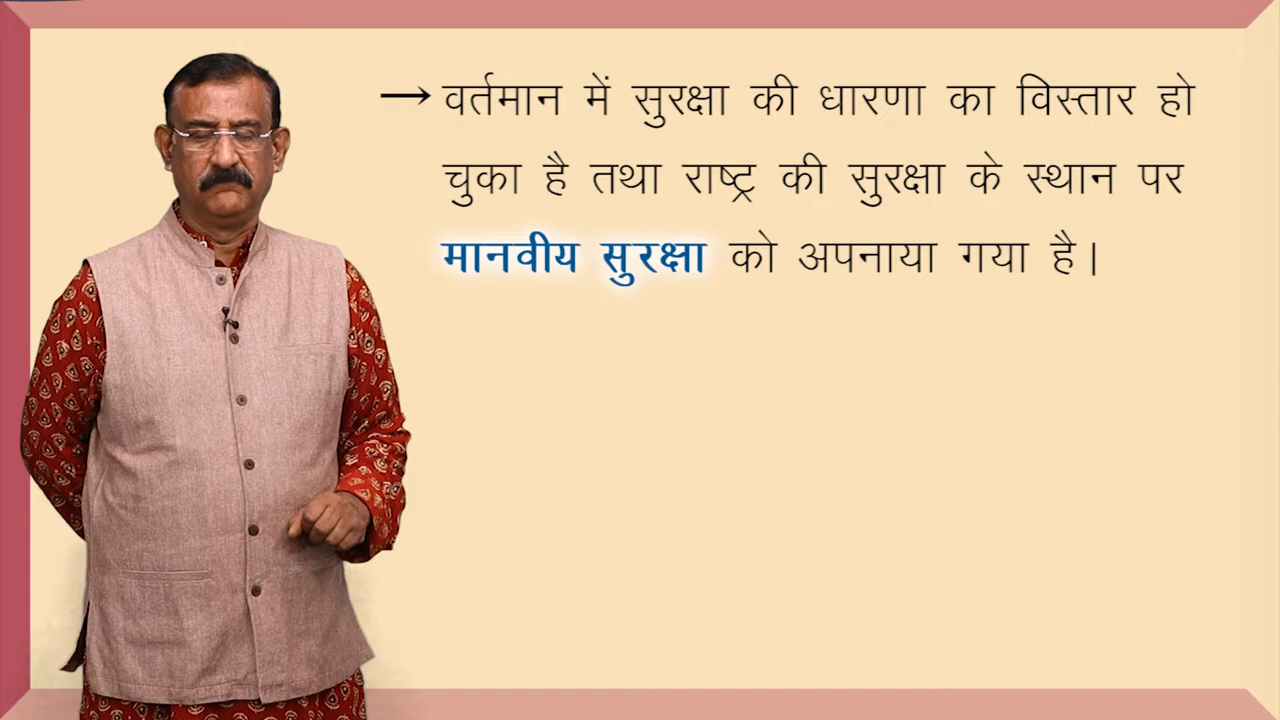 → वर्तमान में सुरक्षा की धारणा का विस्तार हो
चुका है तथा राष्ट्र की सुरक्षा के स्थान पर
मानवीय सुरक्षा को अपनाया गया है।